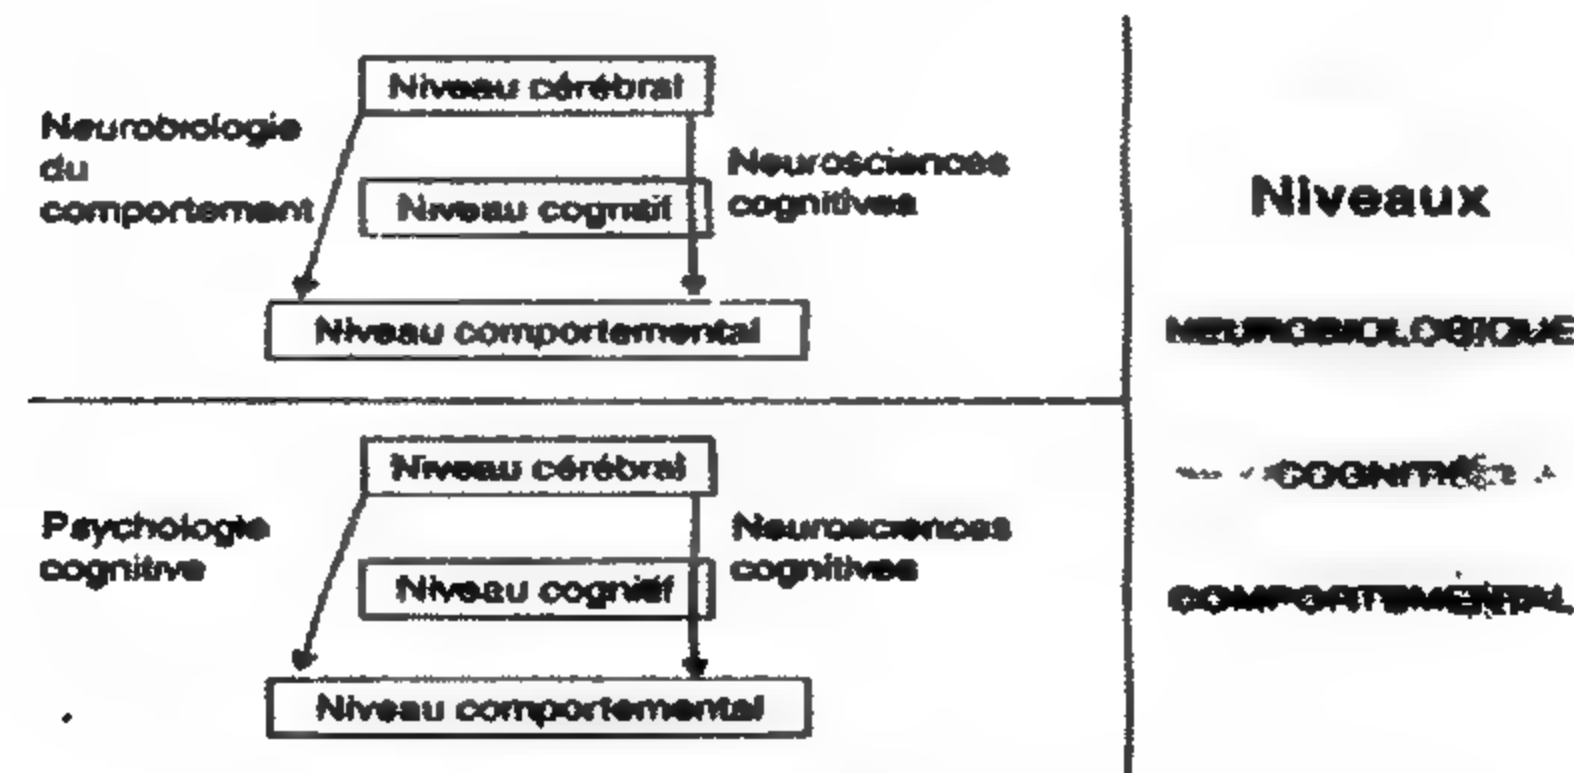 Niveau cérébral
Neurobiologie
du
comportement
Neurosciences
cognitives
Niveau cognitif
Niveau comportemental
Niveau cérébral
Psychologie
cognitive
Neurosciences
cognitives
Niveau cognitif
Niveau comportemental
Niveaux
NEUROBIOLOGIQUE
COGNITIF
COMPORTEMENTAL